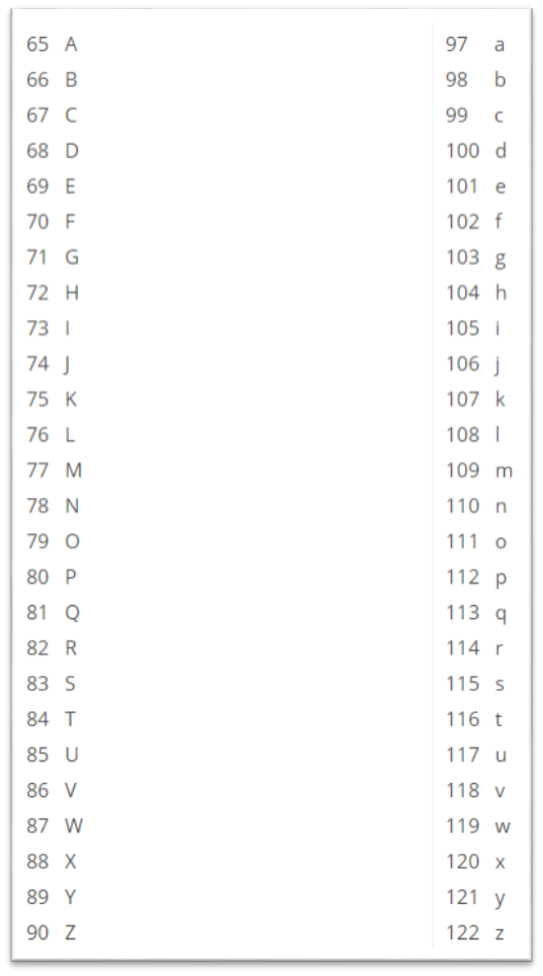 65 A 97 a
66 B 98 b
67 C 99 c
68 D 100 d
69 E 101 e
70 F 102 f
71 G 103 g
72 H 104 h
73 I 105 i
74 J 106 j
75 K 107 k
76 L 108 l
77 M 109 m
78 N 110 n
79 O 111 o
80 P 112 p
81 Q 113 q
82 R 114 r
83 S 115 s
84 T 116 t
85 U 117 u
86 V 118 v
87 W 119 w
88 X 120 x
89 Y 121 y
90 Z 122 z